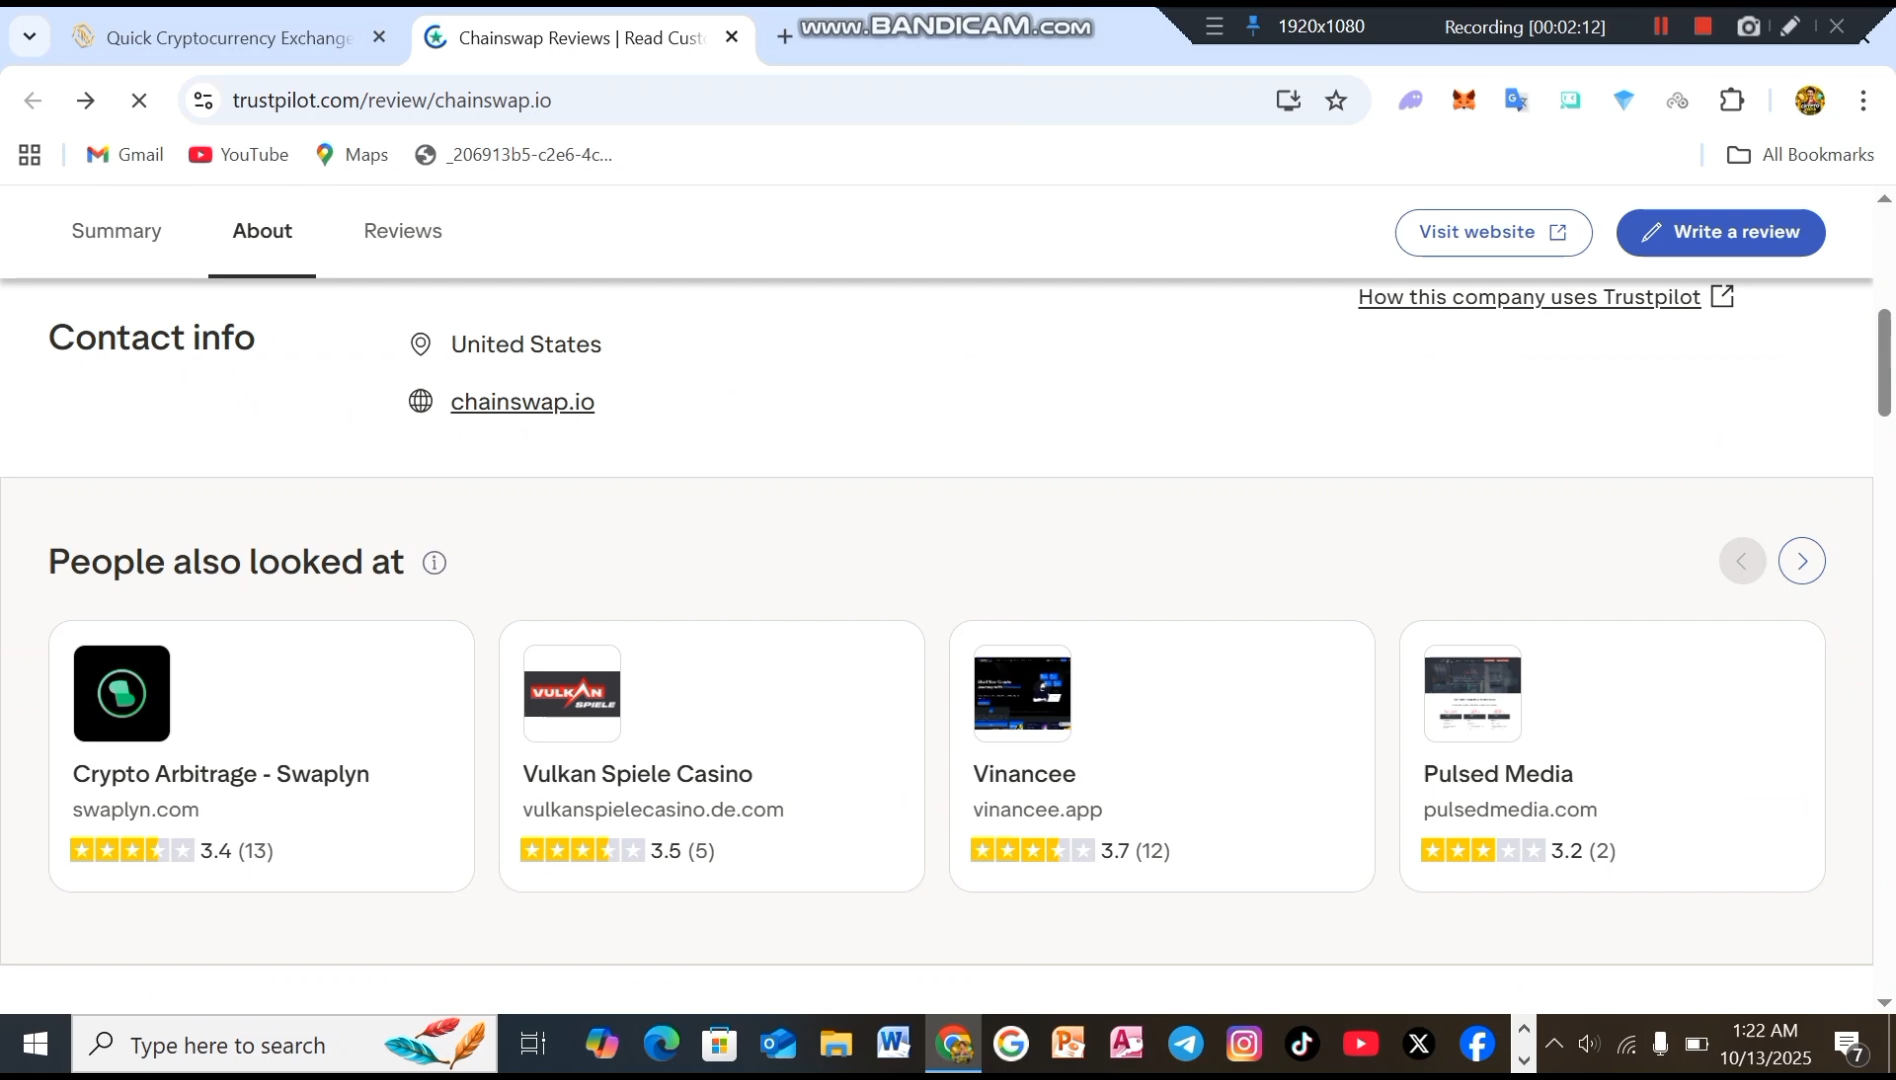 Quick Cryptocurrency Exchange
Chainswap Reviews | Read Cust
www.BANDICAM.com
1920x1080
Recording [00:02:12]
trustpilot.com/review/chainswap.io
Gmail
YouTube
Maps
_206913b5-c2e6-4c...
All Bookmarks
Summary
About
Reviews
Visit website
Write a review
How this company uses Trustpilot
Contact info
United States
chainswap.io
People also looked at
VULKAN
SPIELE
Crypto Arbitrage - Swaplyn
Vulkan Spiele Casino
Vinancee
Pulsed Media
swaplyn.com
vulkanspielecasino.de.com
vinancee.app
pulsedmedia.com
3.4 (13)
3.5 (5)
3.7 (12)
3.2 (2)
Type here to search
1:22 AM
10/13/2025
7